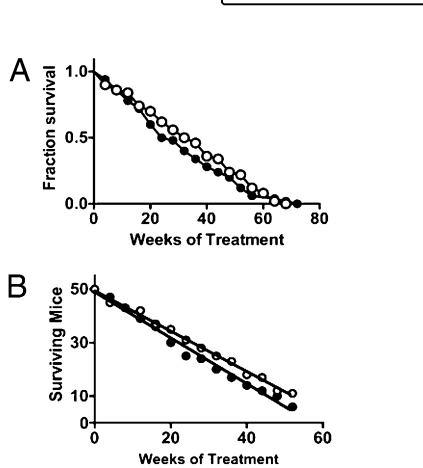 A
Fraction survival
1.0
0.5
0.0
0 20 40 60 80
Weeks of Treatment
B
Surviving Mice
50
30
10
0
0 20 40 60
Weeks of Treatment